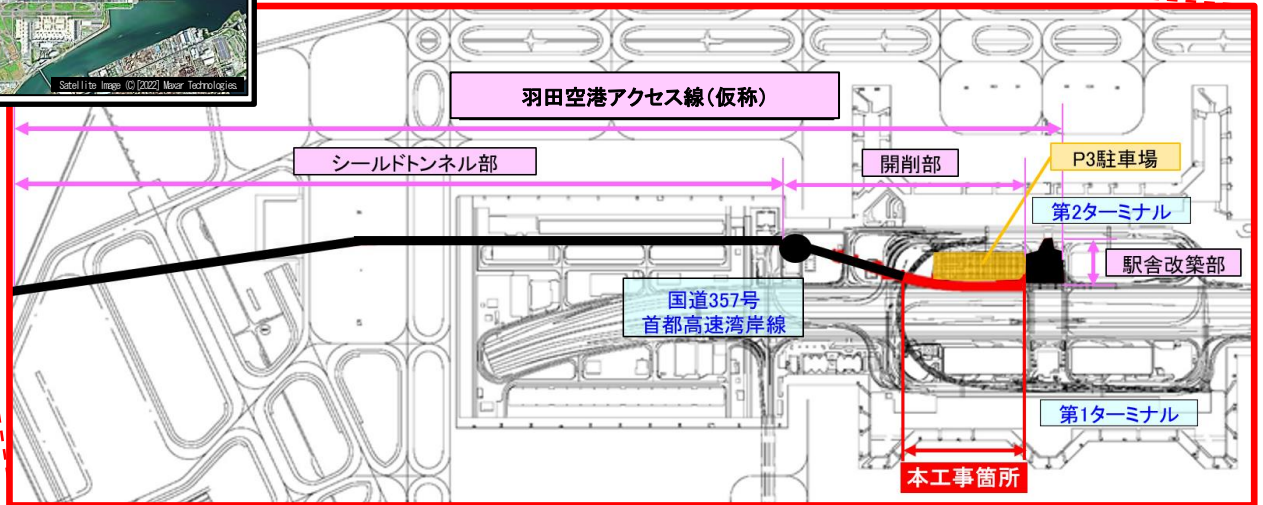 Satellite Image (C)[2022] Maxar Technologies.
羽田空港アクセス線(仮称)
シールドトンネル部
開削部
P3駐車場
第2ターミナル
駅舎改築部
国道357号
首都高速湾岸線
第1ターミナル
本工事箇所